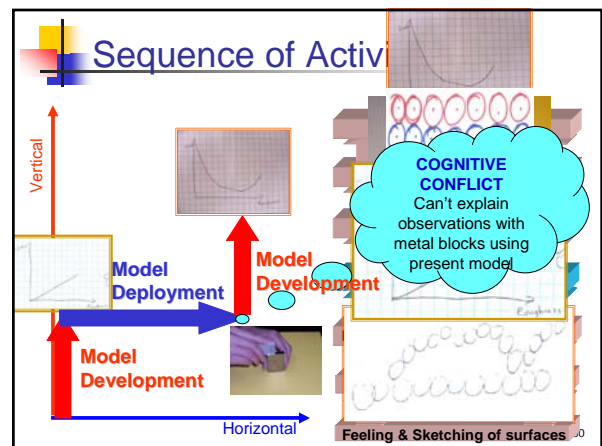 Sequence of Activi
Vertical
COGNITIVE
CONFLICT
Can't explain
observations with
metal blocks using
present model
Model
Deployment
Model
Development
Model
Development
Roughness
Horizontal
Feeling & Sketching of surfaces